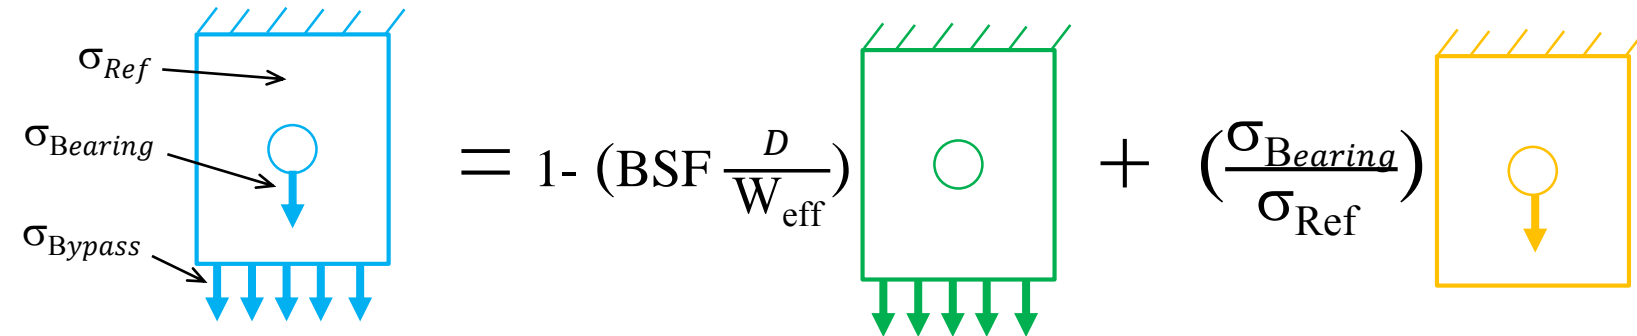 σRef
σBearing
σBypass
= 1- (BSF D/Weff) + (σBearing/σRef)